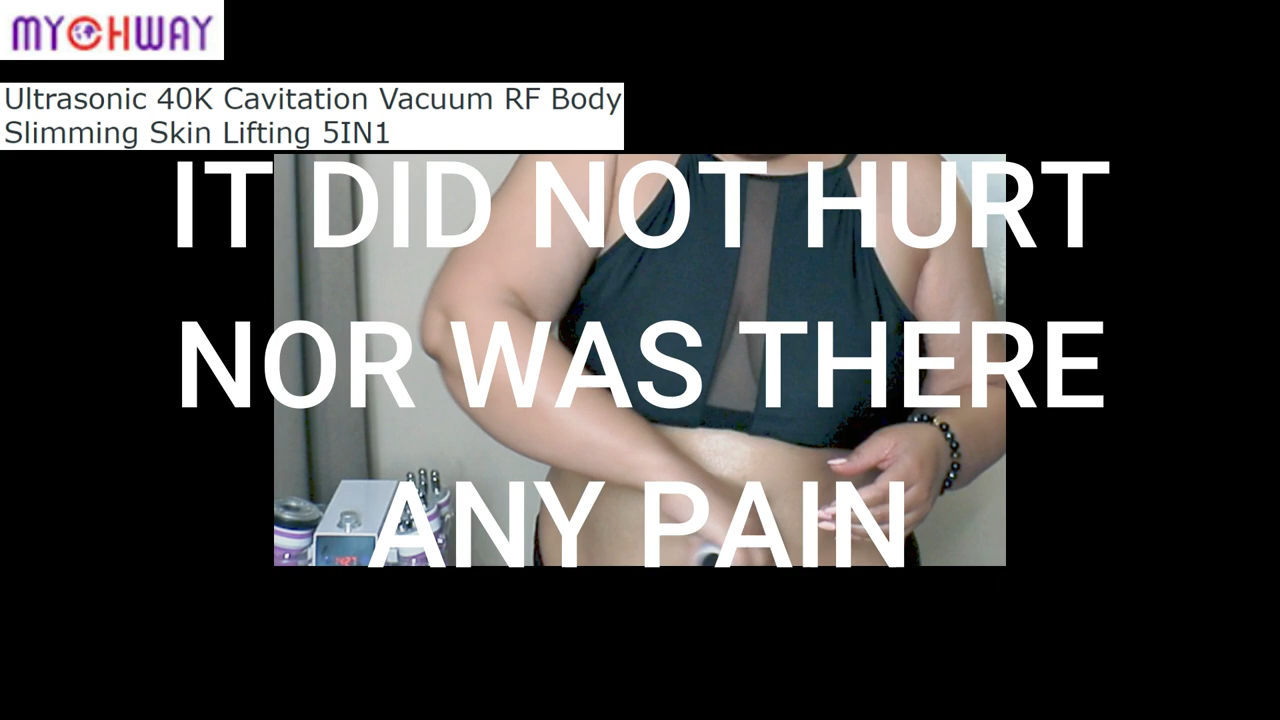 MYCHWAY
Ultrasonic 40K Cavitation Vacuum RF Body
Slimming Skin Lifting 5IN1
IT DID NOT HURT
NOR WAS THERE
ANY PAIN